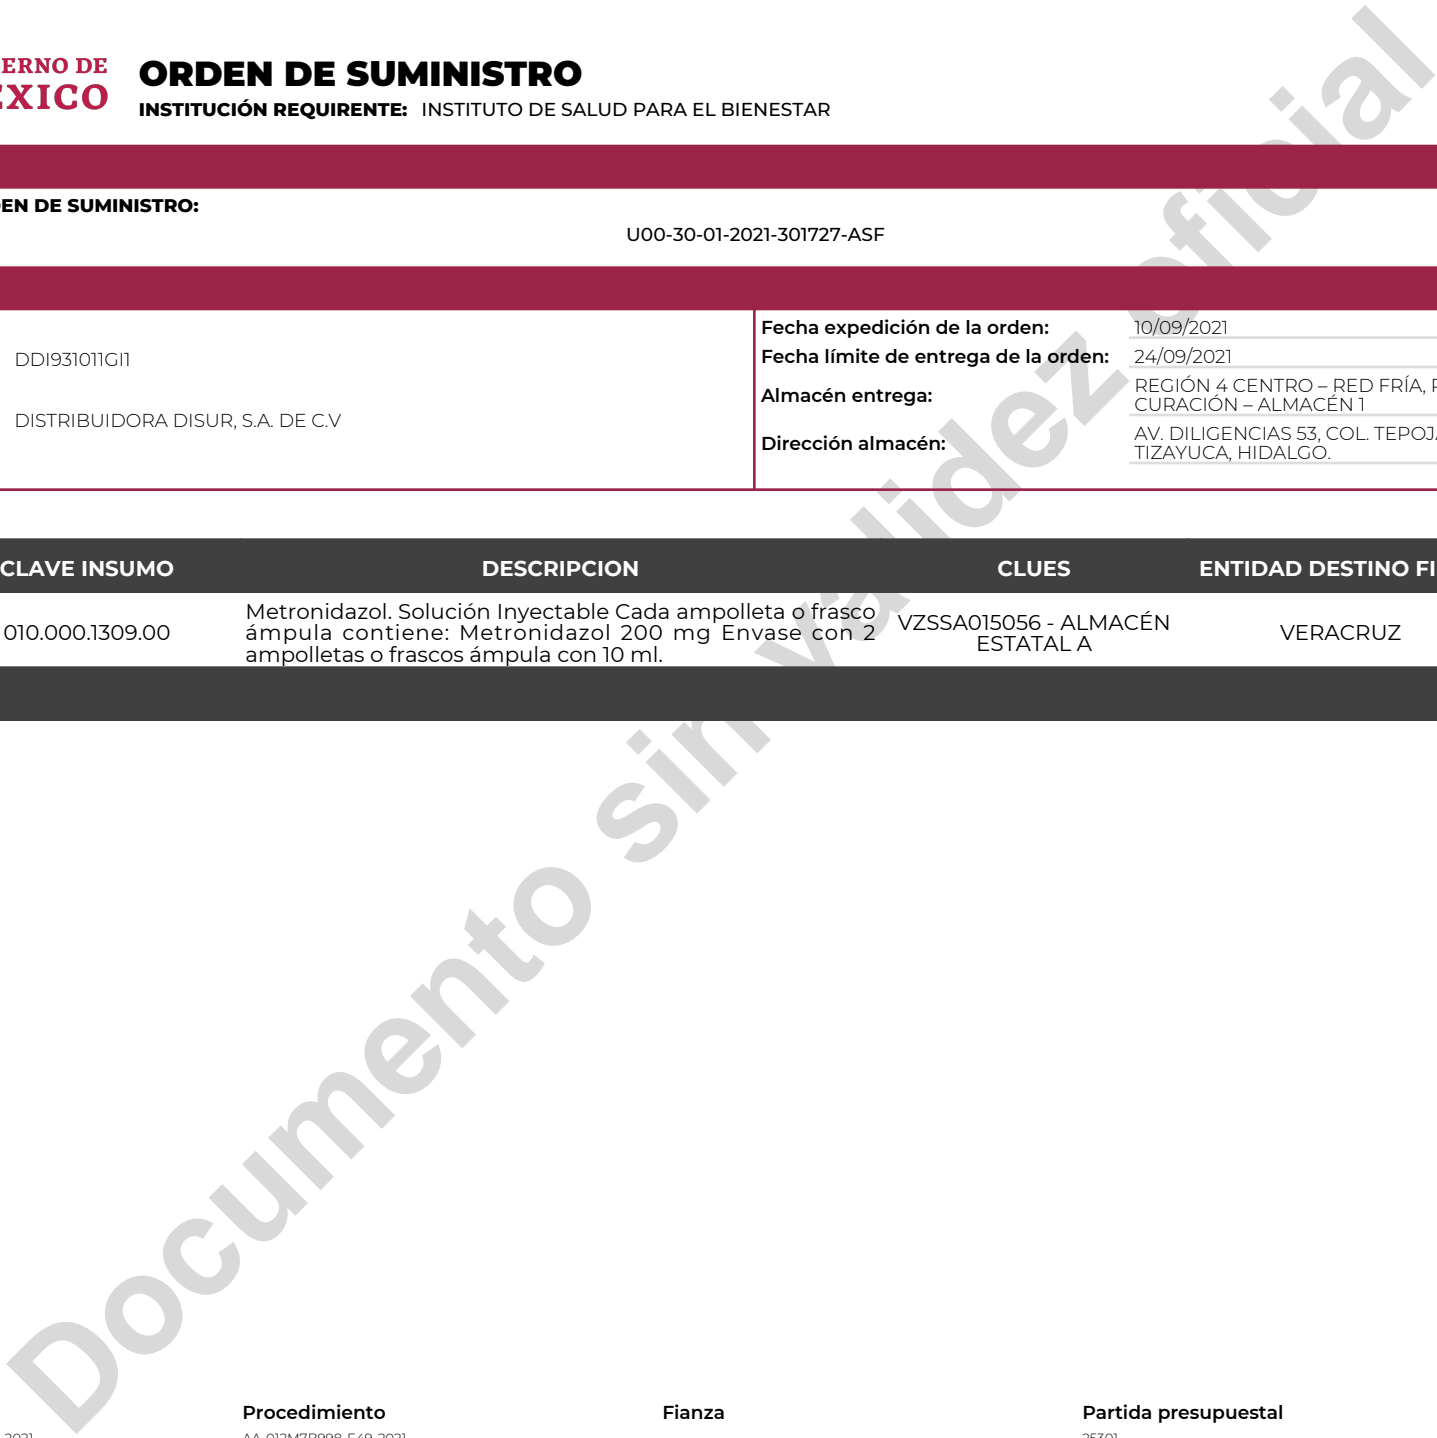 ERNO DE
EXICO
ORDEN DE SUMINISTRO
INSTITUCIÓN REQUIRENTE: INSTITUTO DE SALUD PARA EL BIENESTAR
EN DE SUMINISTRO:
U00-30-01-2021-301727-ASF
DDI931011GI1
DISTRIBUIDORA DISUR, S.A. DE C.V
Fecha expedición de la orden: 10/09/2021
Fecha límite de entrega de la orden: 24/09/2021
Almacén entrega: REGIÓN 4 CENTRO – RED FRÍA,
CURACIÓN – ALMACÉN 1
Dirección almacén: AV. DILIGENCIAS 53, COL. TEPOJA
TIZAYUCA, HIDALGO.
CLAVE INSUMO DESCRIPCION CLUES ENTIDAD DESTINO FI
010.000.1309.00
Metronidazol. Solución Inyectable Cada ampolleta o frasco
ámpula contiene: Metronidazol 200 mg Envase con 2
ampolletas o frascos ámpula con 10 ml.
VZSSA015056 - ALMACÉN
ESTATAL A
VERACRUZ
Documento sin validez oficial
Procedimiento Fianza Partida presupuestal